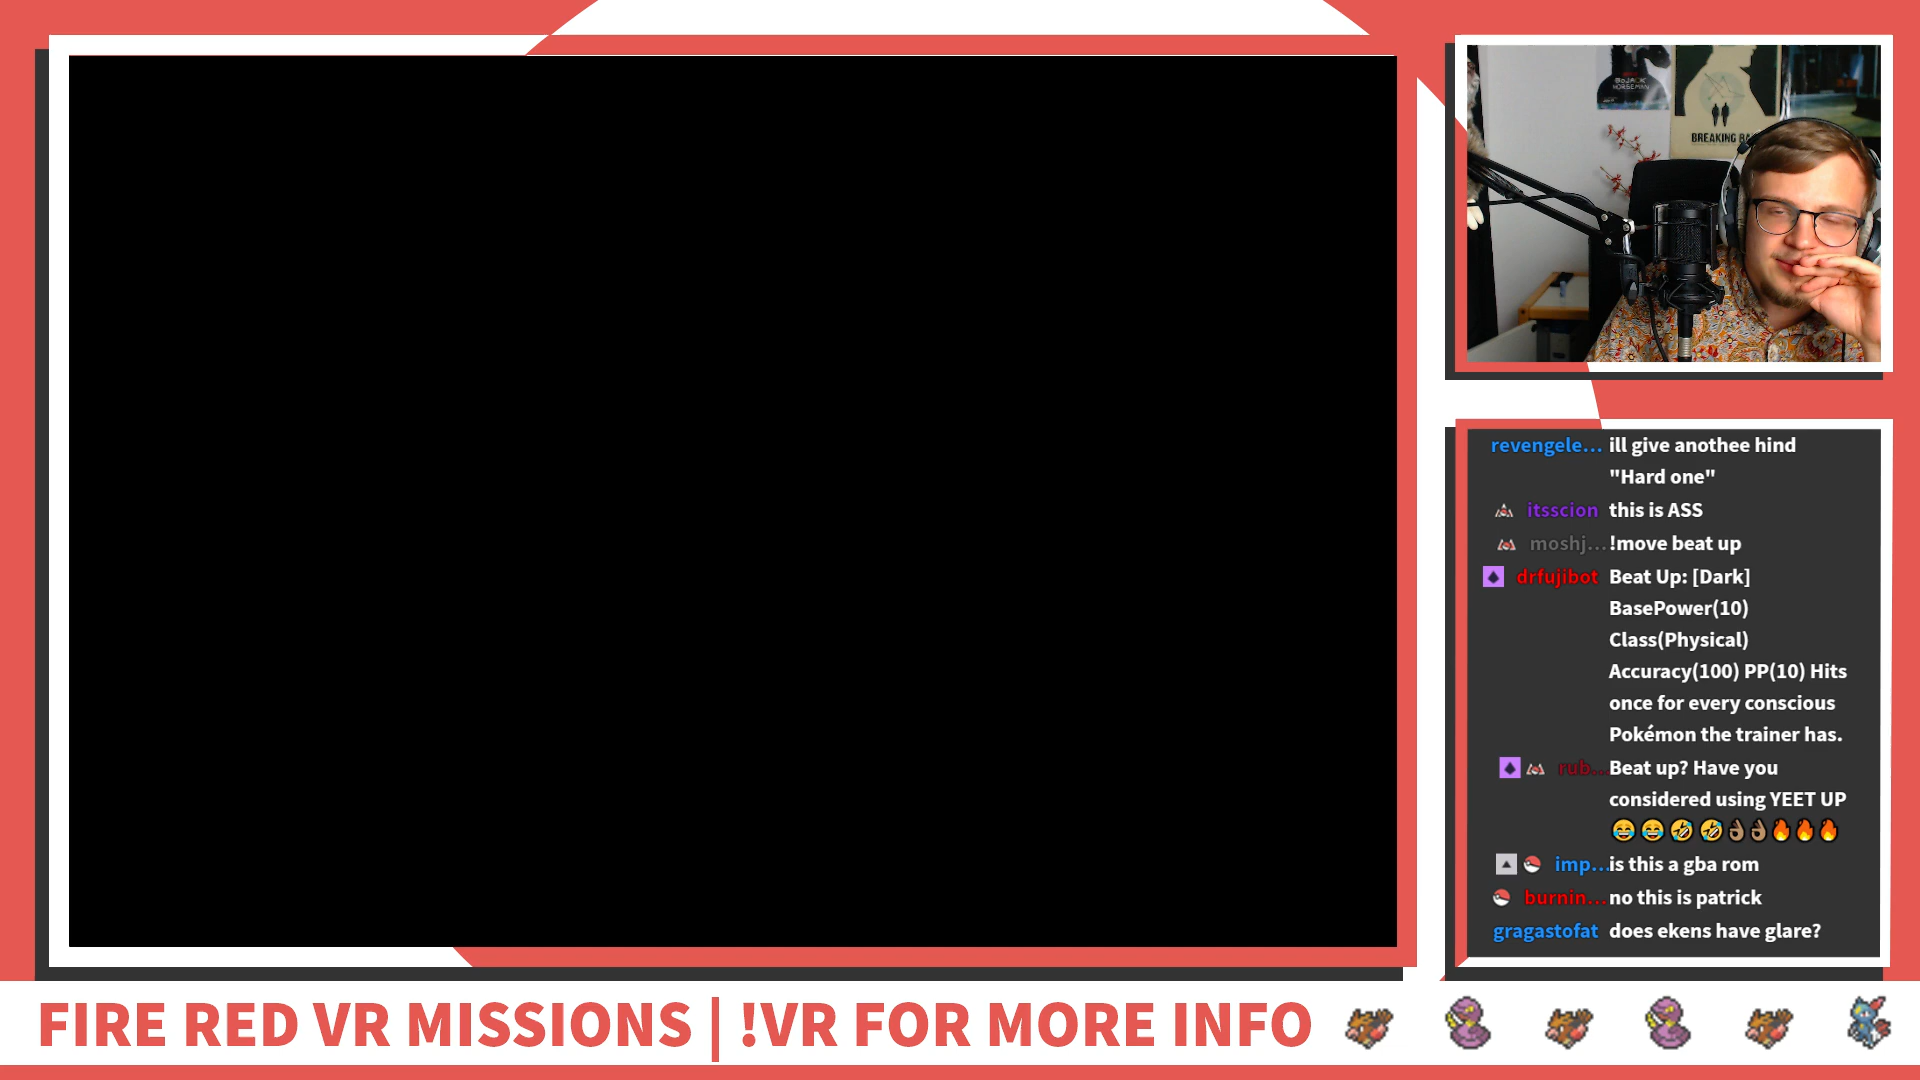 BOJACK
HORSEMAN
BREAKING BA
revengele... ill give anothee hind
"Hard one"
itsscion this is ASS
moshj... !move beat up
drfujibot Beat Up: [Dark]
BasePower(10)
Class(Physical)
Accuracy(100) PP(10) Hits
once for every conscious
Pokémon the trainer has.
rub... Beat up? Have you
considered using YEET UP
😂😂🤣🤣👌🏾👌🏾🔥🔥🔥
imp... is this a gba rom
burnin... no this is patrick
gragastofat does ekens have glare?
FIRE RED VR MISSIONS | !VR FOR MORE INFO